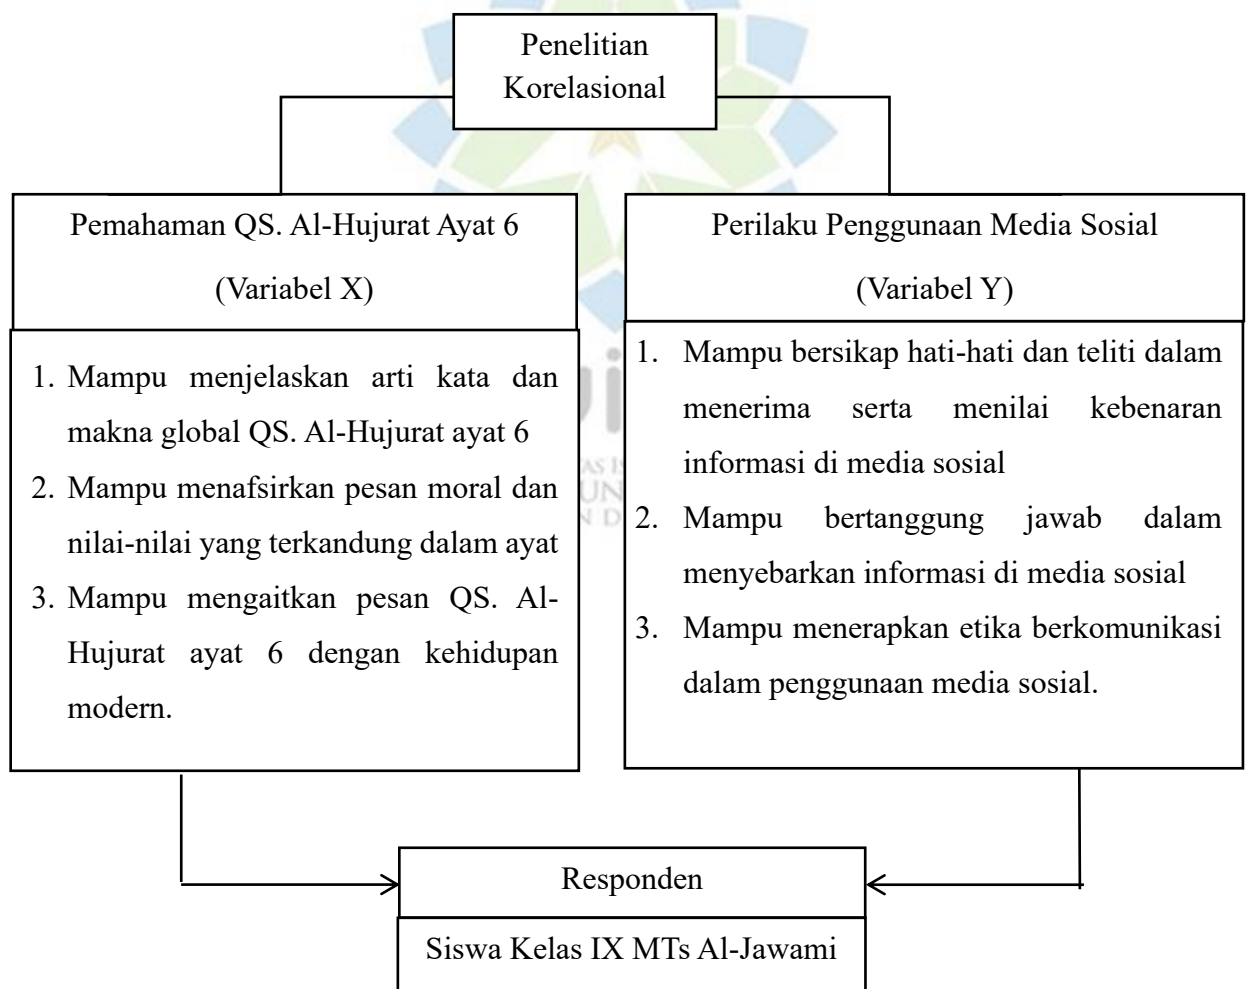 Penelitian
Korelasional
Pemahaman QS. Al-Hujurat Ayat 6
(Variabel X)
1. Mampu menjelaskan arti kata dan
makna global QS. Al-Hujurat ayat 6
2. Mampu menafsirkan pesan moral dan
nilai-nilai yang terkandung dalam ayat
3. Mampu mengaitkan pesan QS. Al-
Hujurat ayat 6 dengan kehidupan
modern.
Perilaku Penggunaan Media Sosial
(Variabel Y)
1. Mampu bersikap hati-hati dan teliti dalam
menerima serta menilai kebenaran
informasi di media sosial
2. Mampu bertanggung jawab dalam
menyebarkan informasi di media sosial
3. Mampu menerapkan etika berkomunikasi
dalam penggunaan media sosial.
Responden
Siswa Kelas IX MTs Al-Jawami